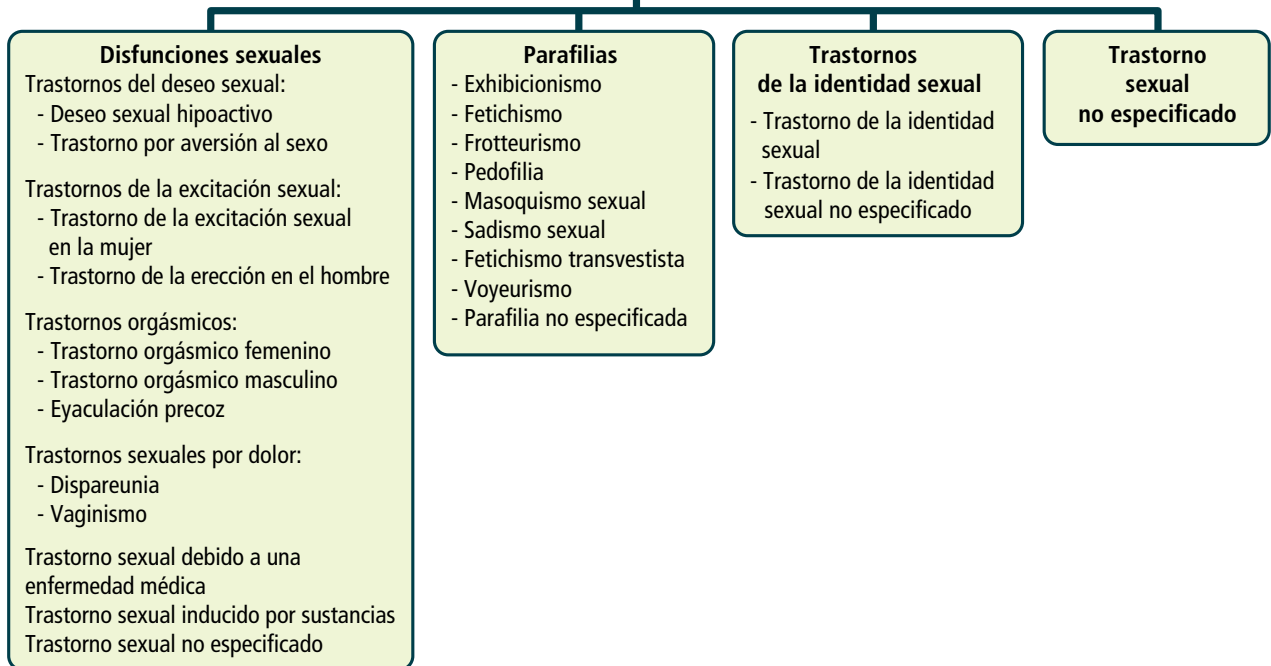 Disfunciones sexuales
Trastornos del deseo sexual:
- Deseo sexual hipoactivo
- Trastorno por aversión al sexo
Trastornos de la excitación sexual:
- Trastorno de la excitación sexual
en la mujer
- Trastorno de la erección en el hombre
Trastornos orgásmicos:
- Trastorno orgásmico femenino
- Trastorno orgásmico masculino
- Eyaculación precoz
Trastornos sexuales por dolor:
- Dispareunia
- Vaginismo
Trastorno sexual debido a una
enfermedad médica
Trastorno sexual inducido por sustancias
Trastorno sexual no especificado
Parafilias
- Exhibicionismo
- Fetichismo
- Frotteurismo
- Pedofilia
- Masoquismo sexual
- Sadismo sexual
- Fetichismo transvestista
- Voyeurismo
- Parafilia no especificada
Trastornos
de la identidad sexual
- Trastorno de la identidad
sexual
- Trastorno de la identidad
sexual no especificado
Trastorno
sexual
no especificado